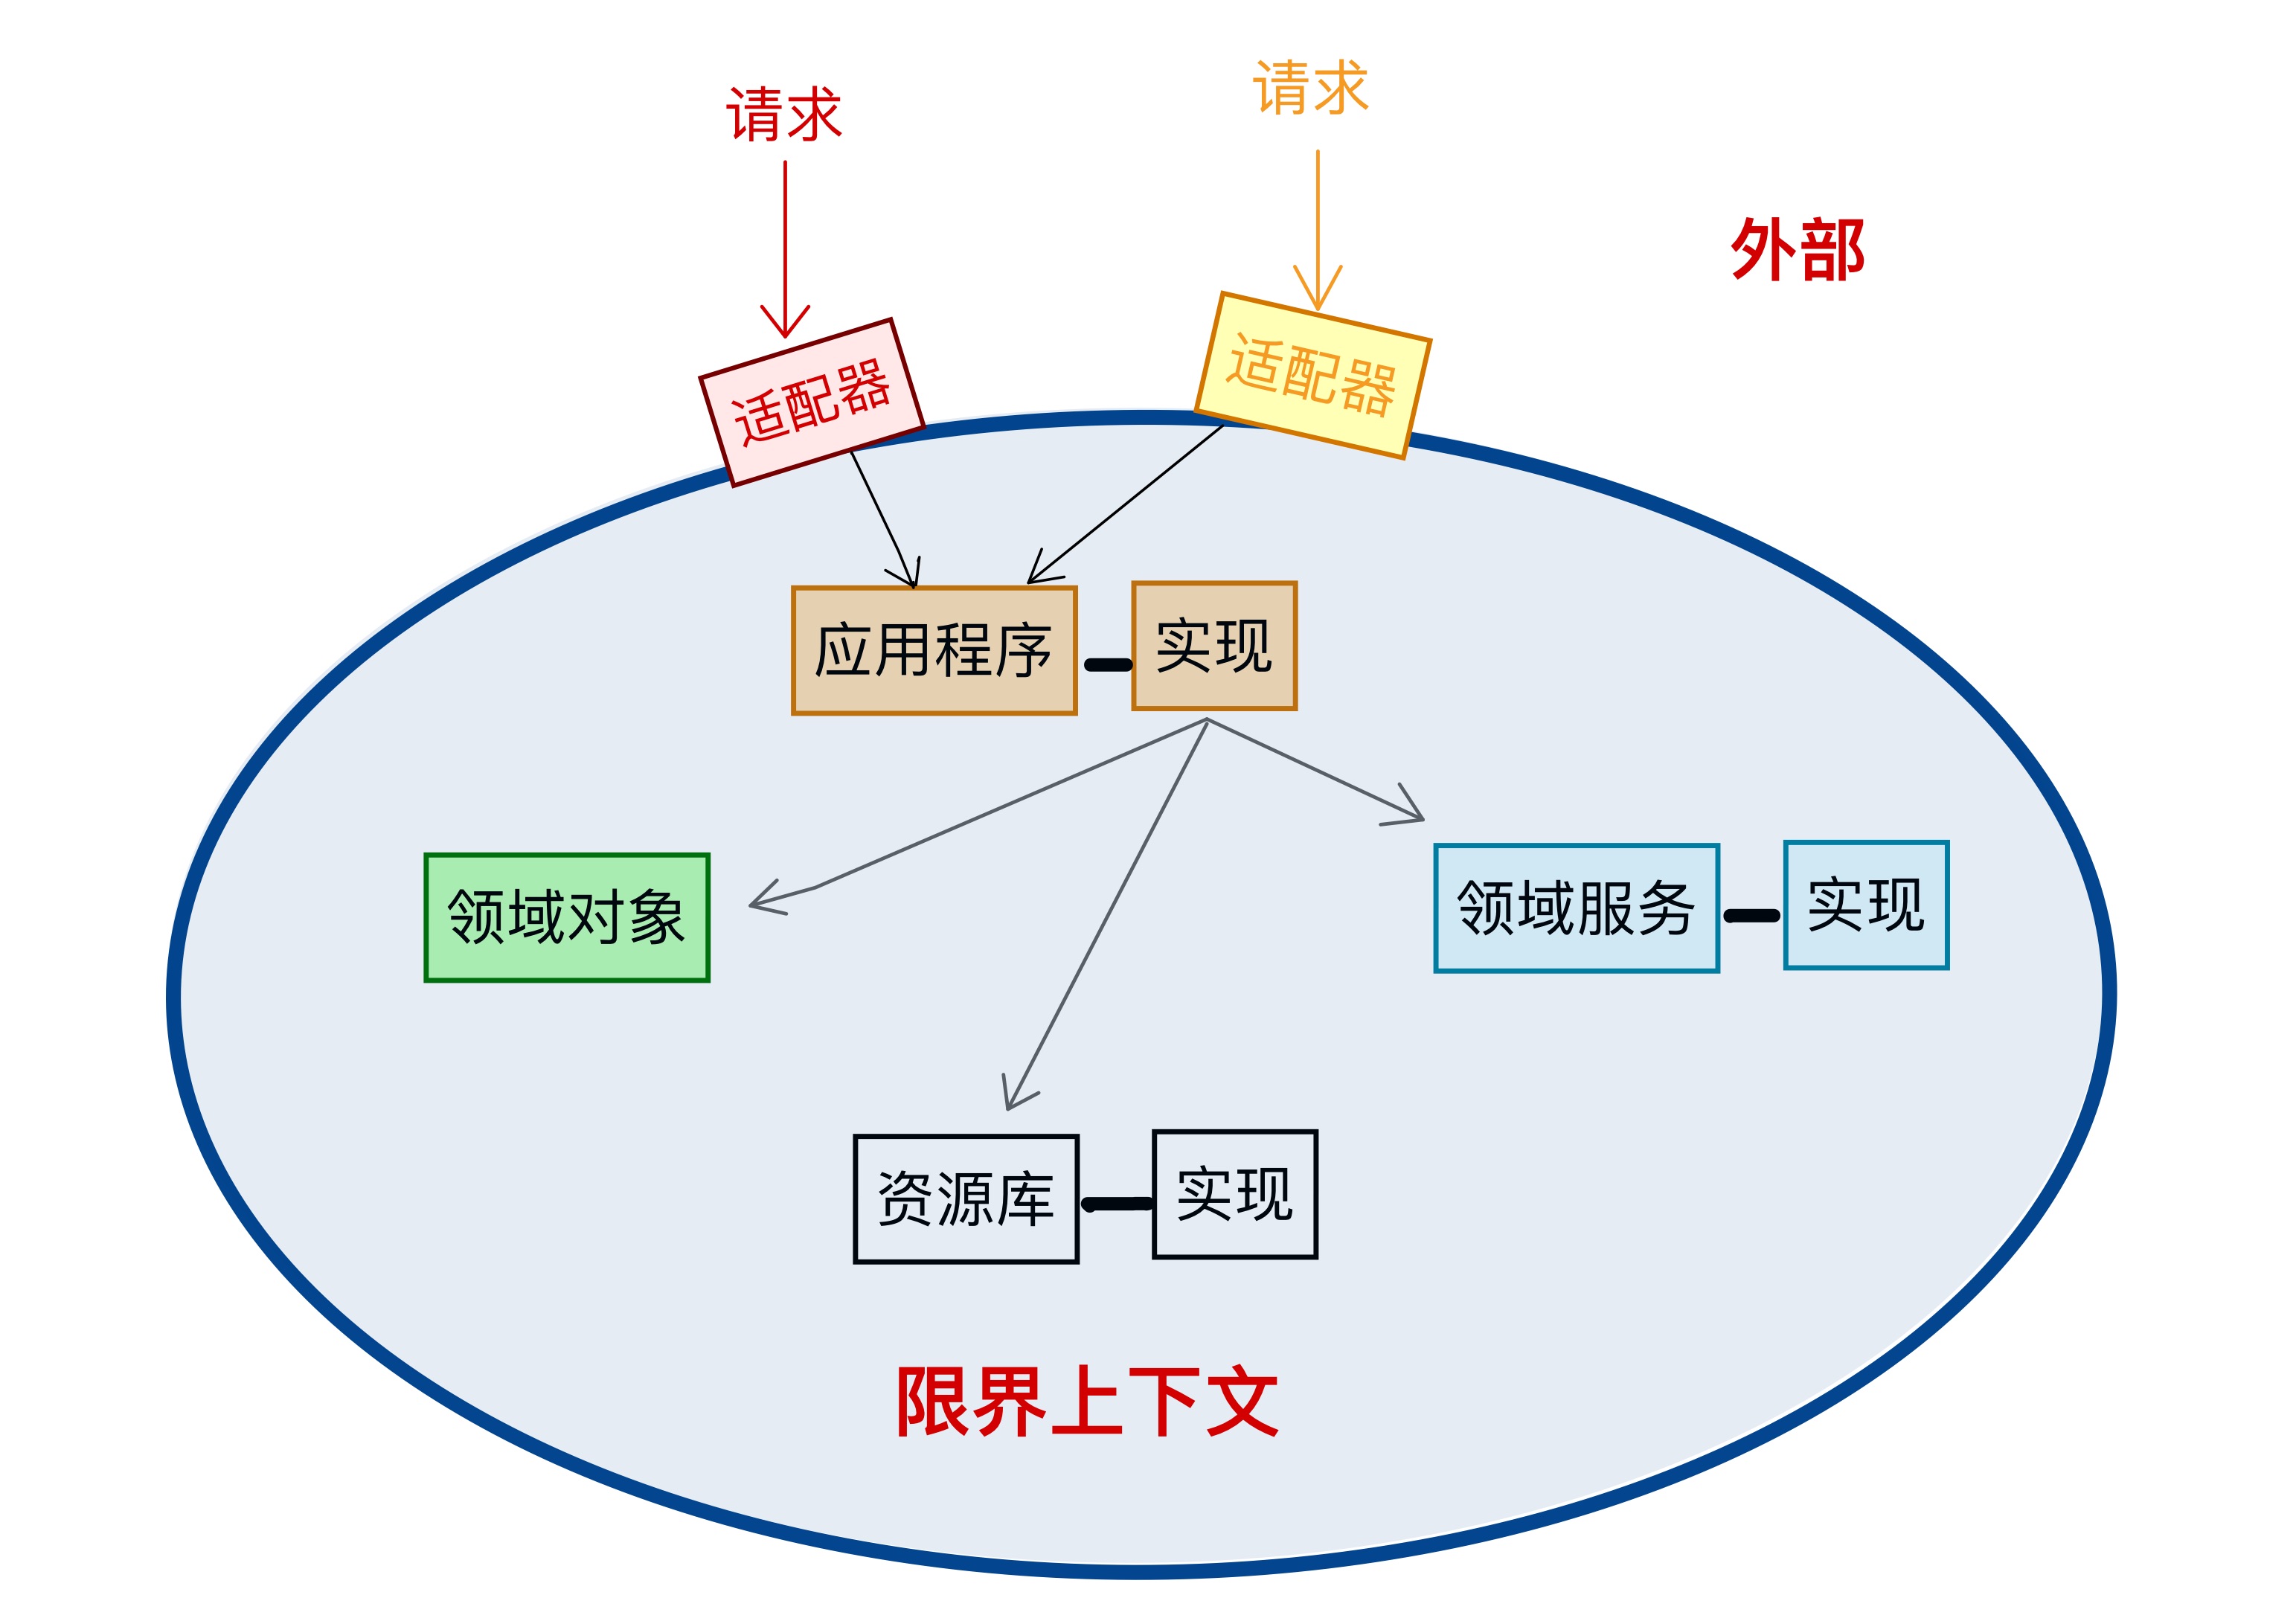 请求
请求
外部
适配器
适配器
应用程序
实现
领域对象
领域服务
实现
资源库
实现
限界上下文